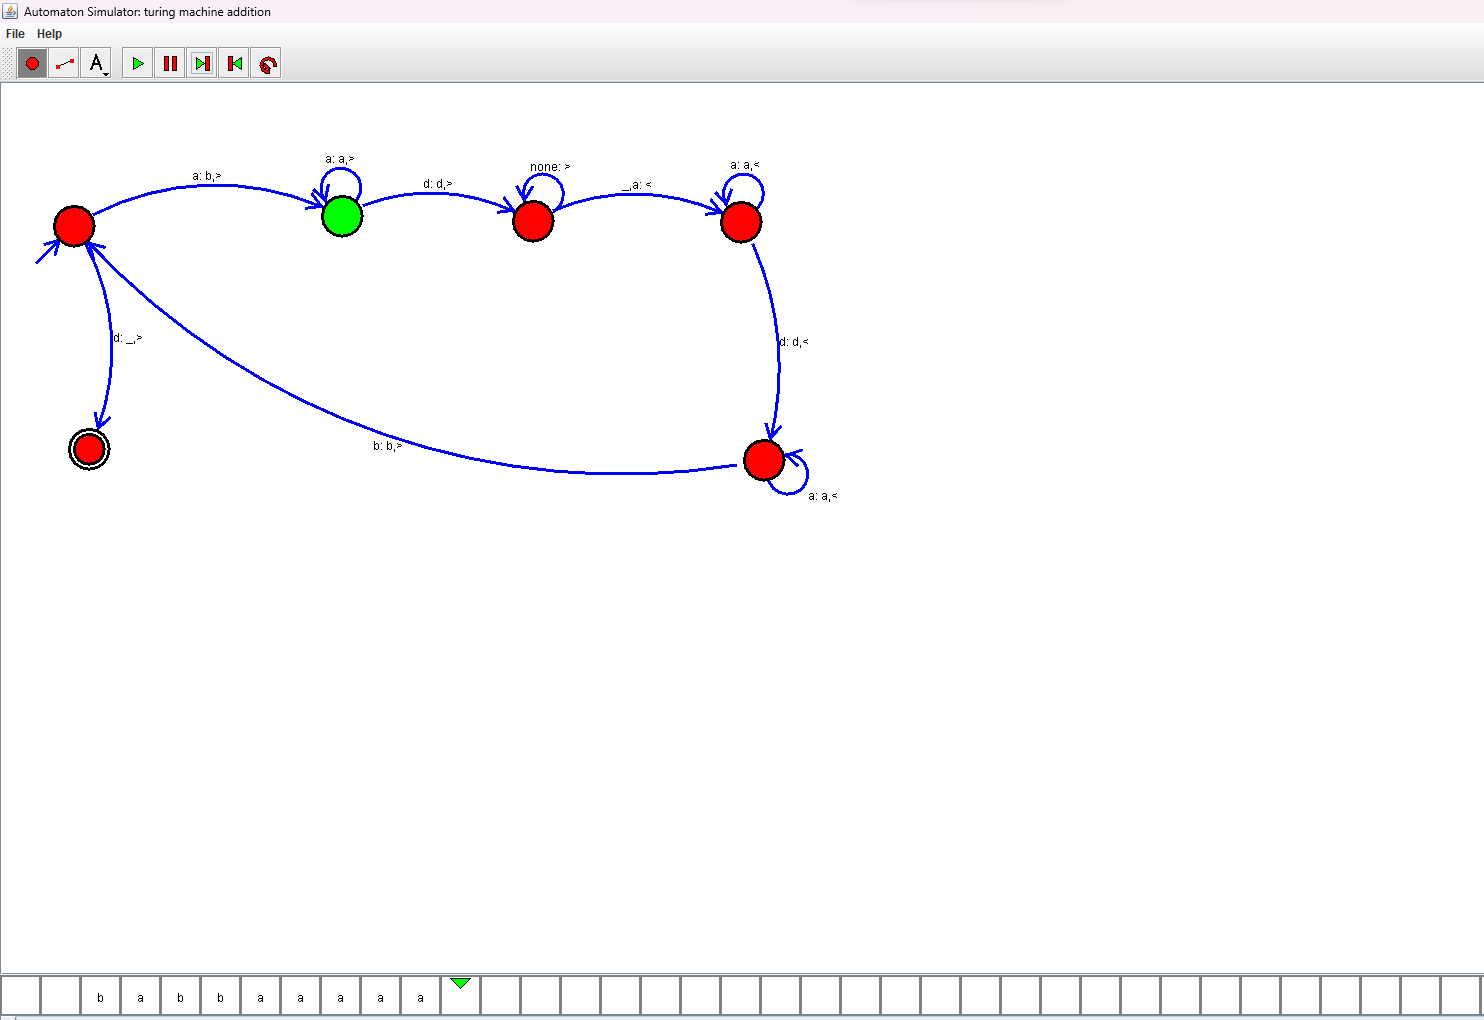 Automaton Simulator: turing machine addition
File Help
A
a: a,>
none: >
a: a,<
a: b,>
d: d,>
_,a: <
d: _,>
d: d,<
b: b,>
a: a,<
b a b b a a a a a